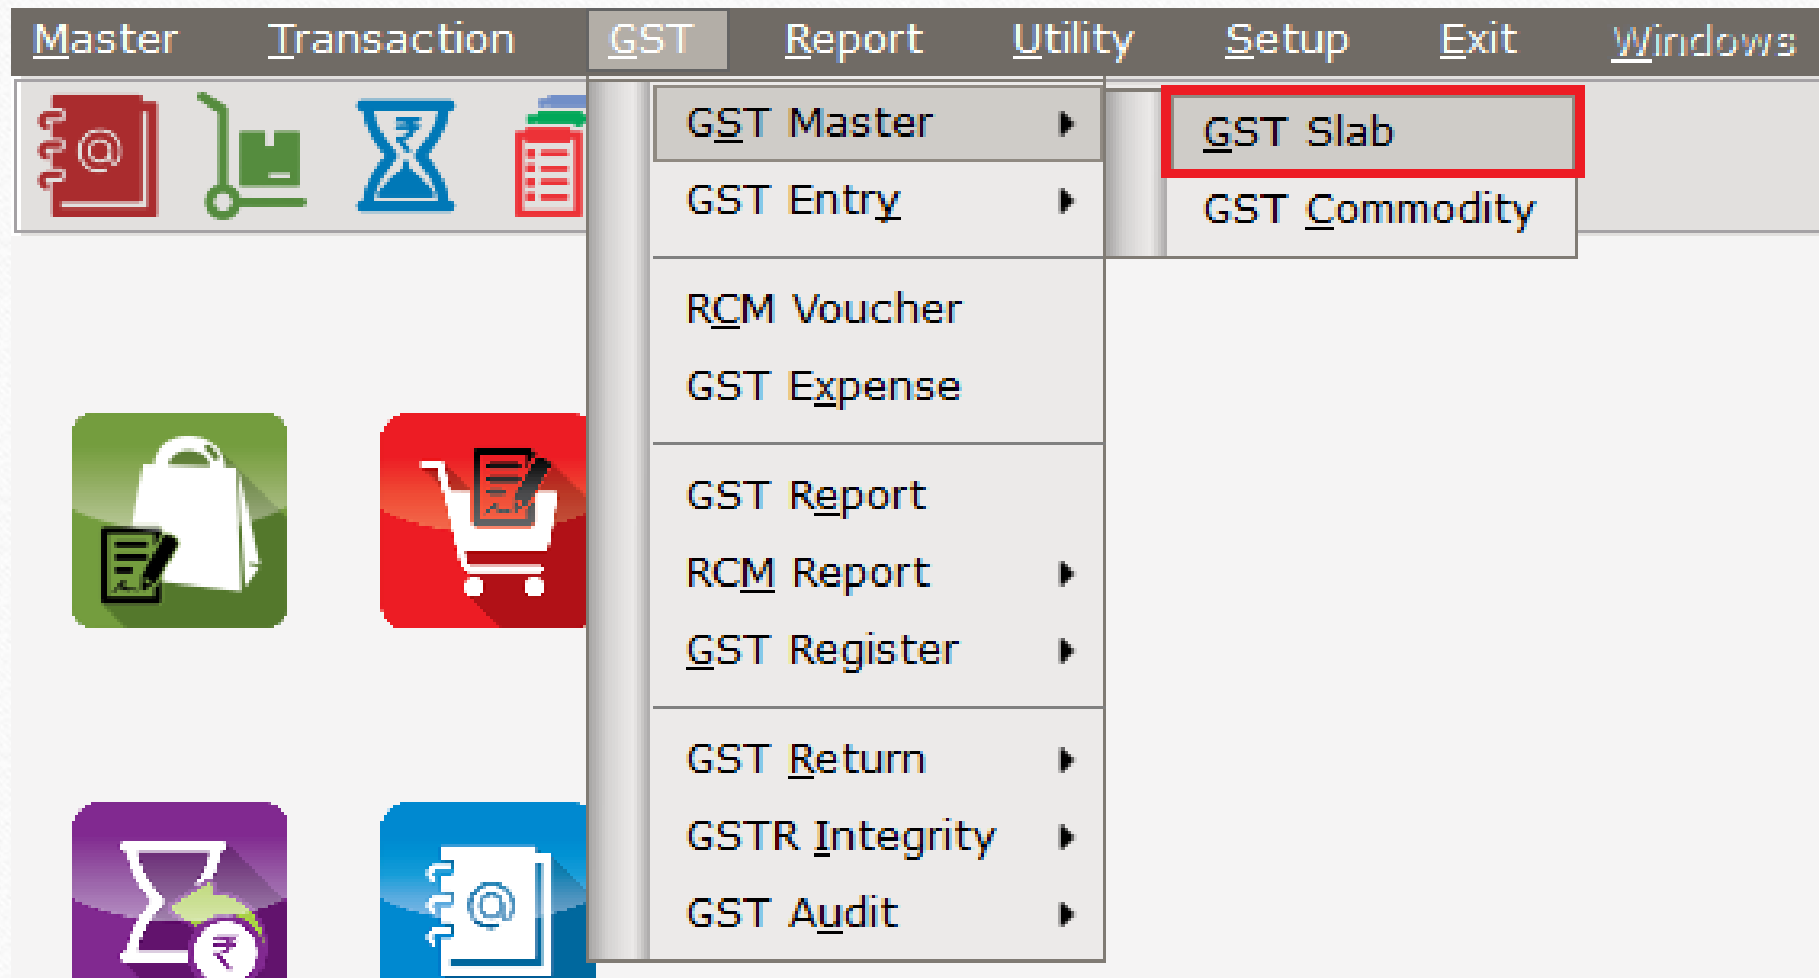 Master Transaction GST Report Utility Setup Exit Windows
GST Master
GST Slab
GST Entry
GST Commodity
RCM Voucher
GST Expense
GST Report
RCM Report
GST Register
GST Return
GSTR Integrity
GST Audit